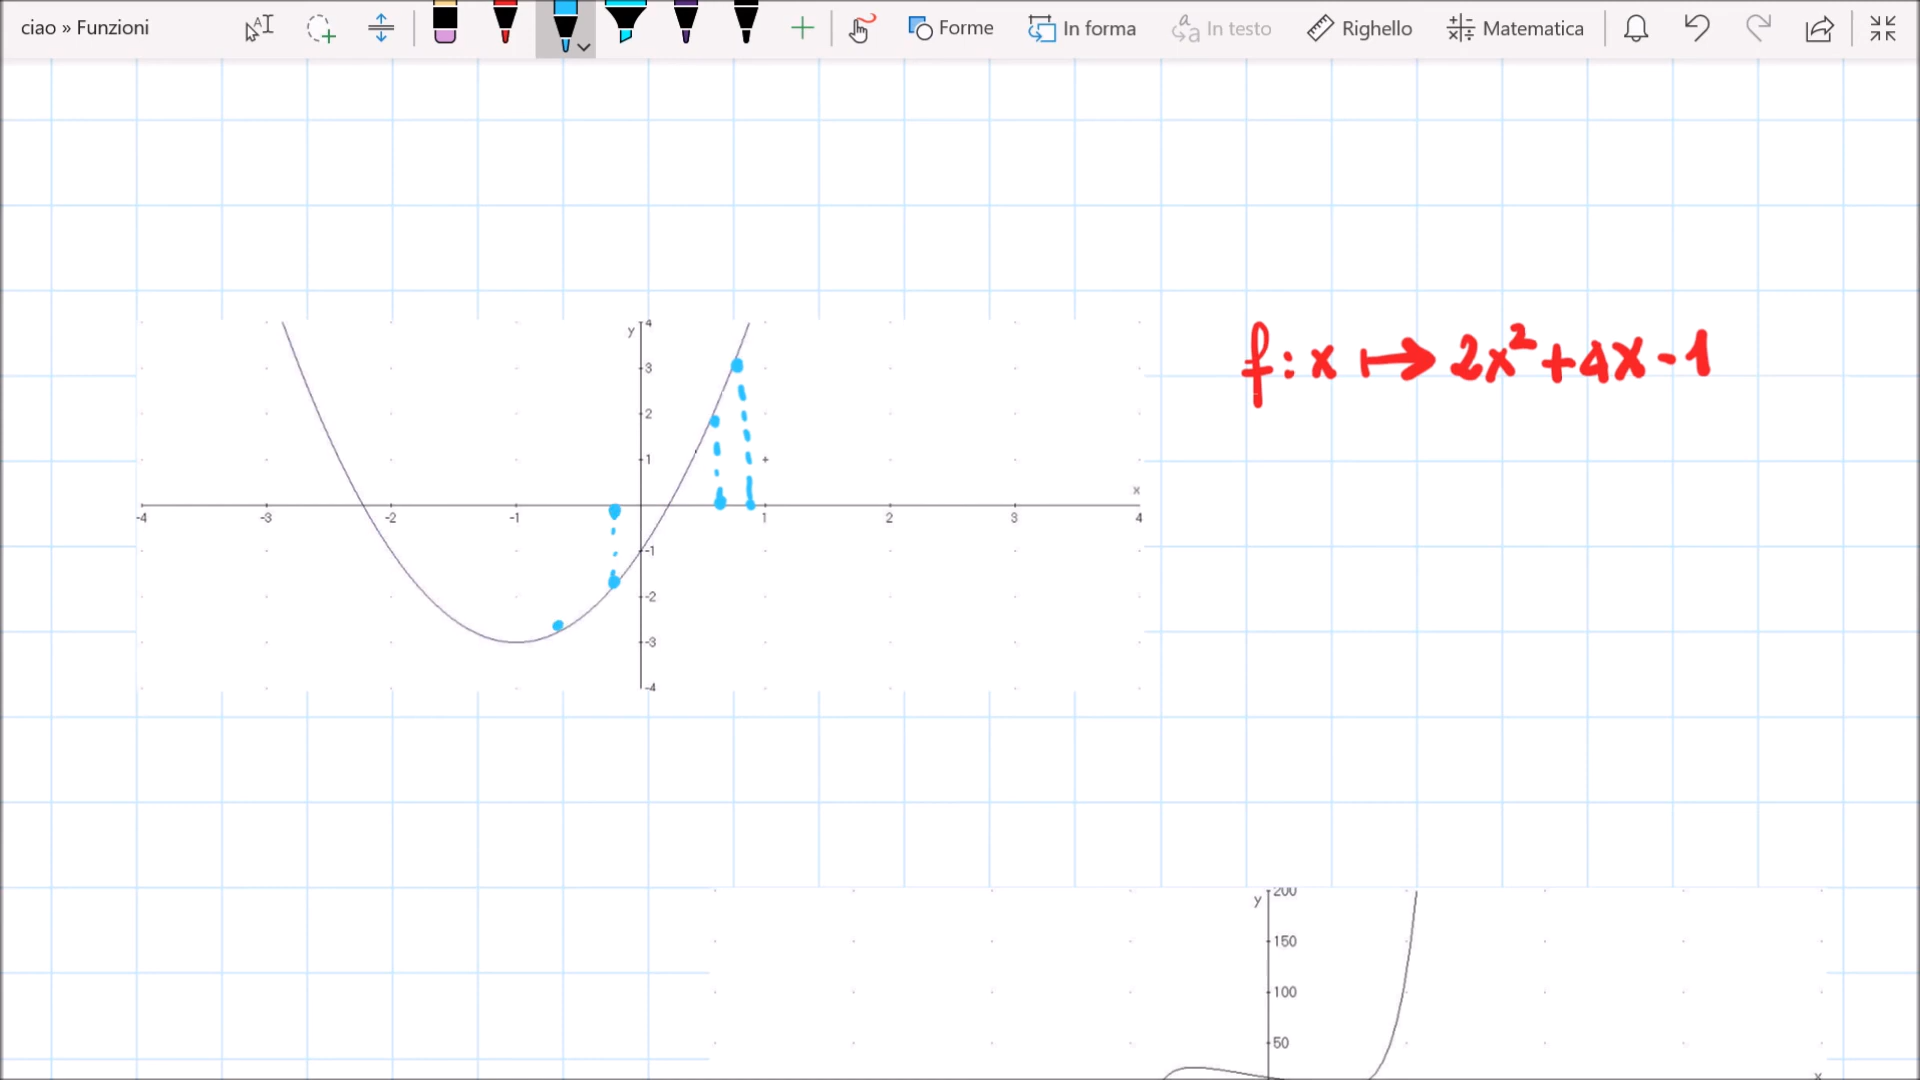 ciao » Funzioni
Forme
In forma
In testo
Righello
Matematica
f: x ↦ 2x²+4x-1
y
4
3
2
1
x
-4 -3 -2 -1 1 2 3 4
-1
-2
-3
-4
y
200
150
100
50
x